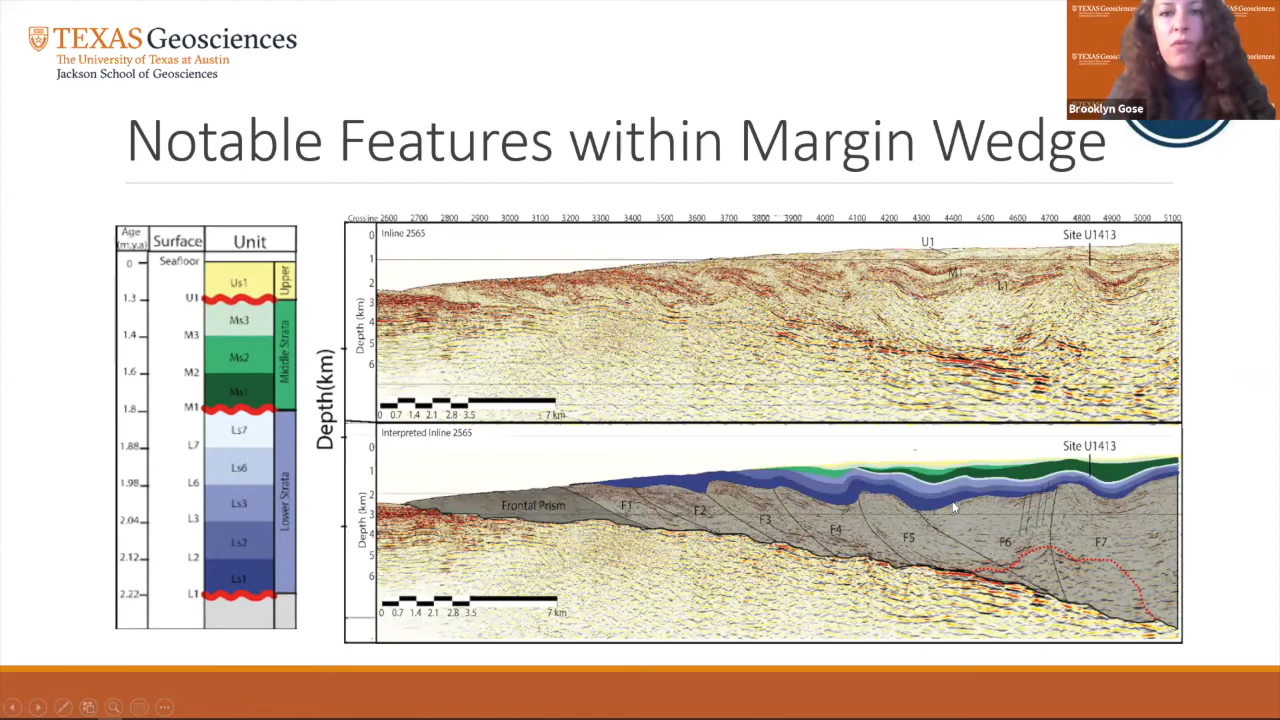 TEXAS Geosciences
The University of Texas at Austin
Jackson School of Geosciences
TEXAS Geosciences
Brooklyn Gose
Notable Features within Margin Wedge
Age (m.y.a) Surface Unit
0 Seafloor
Us1 Upper
1.3 U1
Ms3
1.4 M3
Ms2 Middle Strata
1.6 M2
Ms1
1.8 M1
Ls7
1.88 L7
Ls6
1.98 L6
Ls3 Lower Strata
2.04 L3
Ls2
2.12 L2
Ls1
2.22 L1
Depth(km)
Crossline 2600 2700 2800 2900 3000 3100 3200 3300 3400 3500 3600 3700 3800 3900 4000 4100 4200 4300 4400 4500 4600 4700 4800 4900 5100
Inline 2565
Depth (km)
0
1
2
3
4
5
6
U1
M1
L1
Site U1413
0 0.7 1.4 2.1 2.8 3.5 7 km
Interpreted Inline 2565
Depth (km)
0
1
2
3
4
5
6
Site U1413
Frontal Prism
F1
F2
F3
F4
F5
F6
F7
0 0.7 1.4 2.1 2.8 3.5 7 km